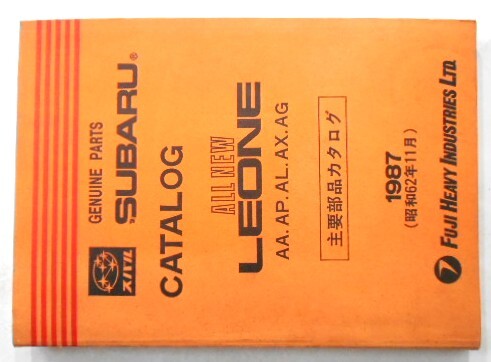 GENUINE PARTS
スバル SUBARU®
CATALOG
ALL NEW
LEONE
AA.AP.AL.AX.AG
主要部品カタログ
1987
(昭和62年11月)
FUJI HEAVY INDUSTRIES LTD.